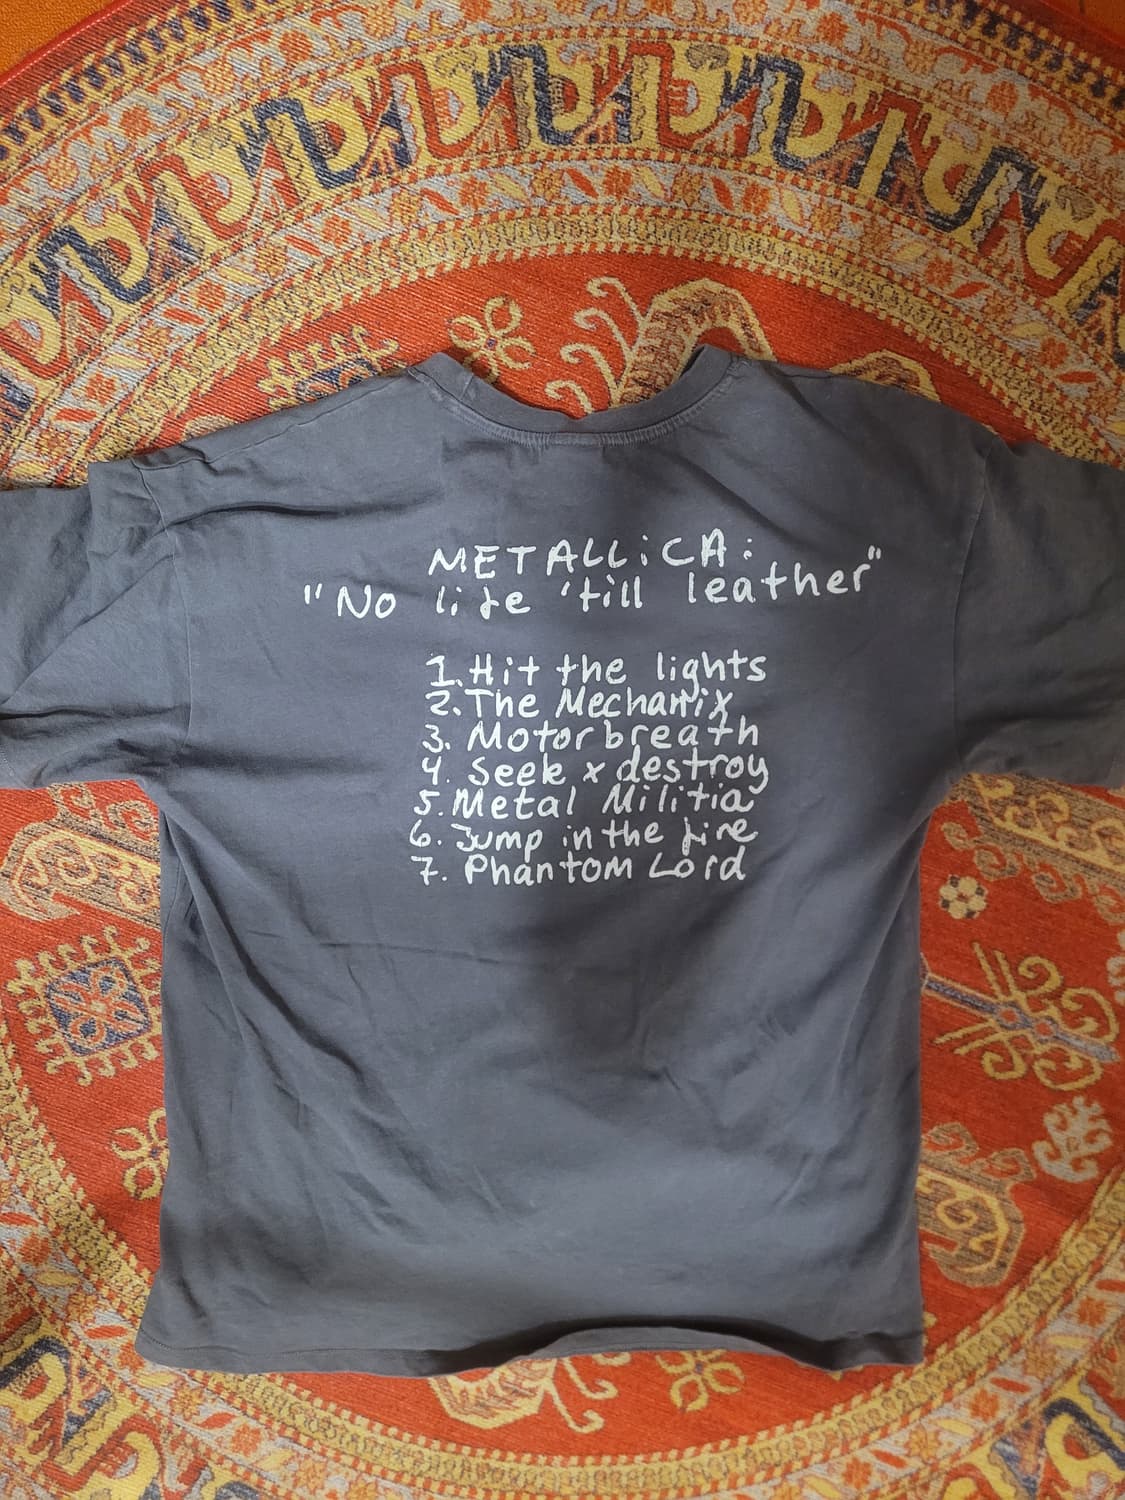 METALLiCA:
"No life 'till leather"
1. Hit the lights
2. The Mechanix
3. Motorbreath
4. Seek x destroy
5. Metal Militia
6. Jump in the fire
7. Phantom Lord